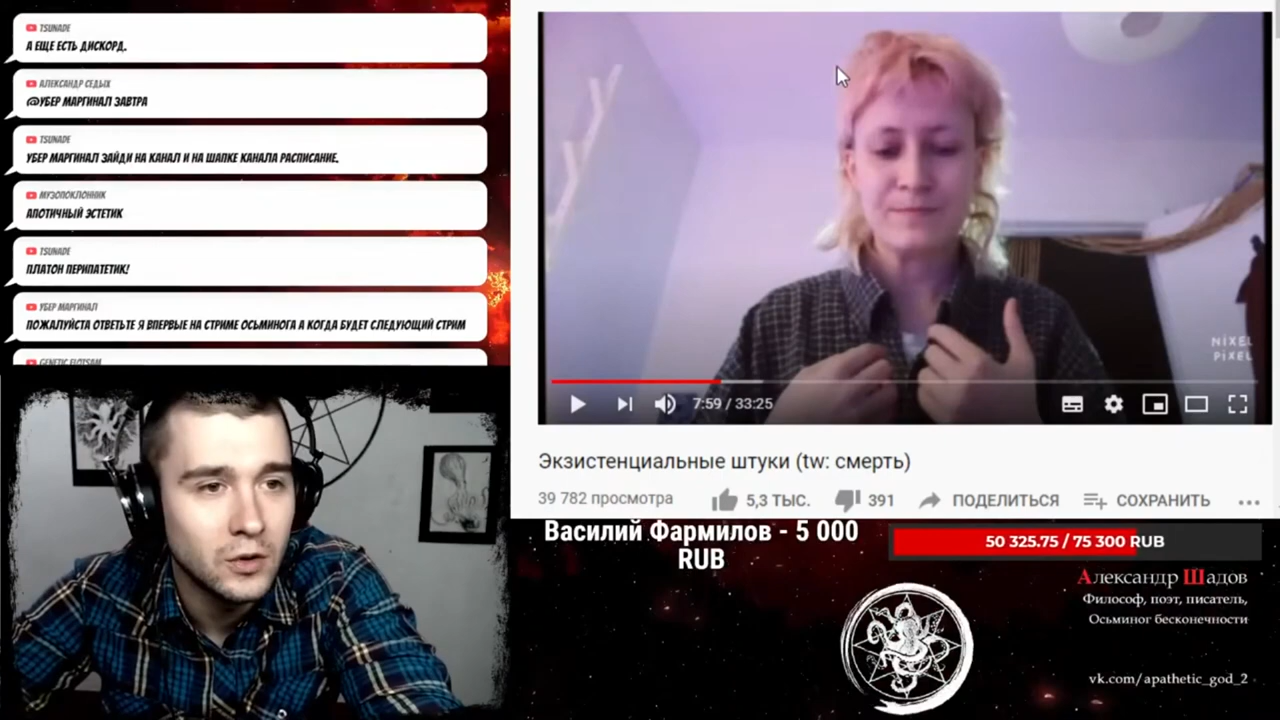 TSUNADE
А ЕЩЕ ЕСТЬ ДИСКОРД.
АЛЕКСАНДР СЕДЫХ
@УБЕР МАРГИНАЛ ЗАВТРА
TSUNADE
УБЕР МАРГИНАЛ ЗАЙДИ НА КАНАЛ И НА ШАПКЕ КАНАЛА РАСПИСАНИЕ.
МУЗОПОКЛОННИК
АПОТИЧНЫЙ ЭСТЕТИК
TSUNADE
ПЛАТОН ПЕРИПАТЕТИК!
УБЕР МАРГИНАЛ
ПОЖАЛУЙСТА ОТВЕТЬТЕ Я ВПЕРВЫЕ НА СТРИМЕ ОСЬМИНОГА А КОГДА БУДЕТ СЛЕДУЮЩИЙ СТРИМ
GENETIC FLOTSAM
NIXEL
PIXEL
7:59 / 33:25
Экзистенциальные штуки (tw: смерть)
39 782 просмотра
5,3 ТЫС.
391
ПОДЕЛИТЬСЯ
СОХРАНИТЬ
Василий Фармилов - 5 000
RUB
50 325.75 / 75 300 RUB
Александр Шадов
Философ, поэт, писатель,
Осьминог бесконечности
vk.com/apathetic_god_2